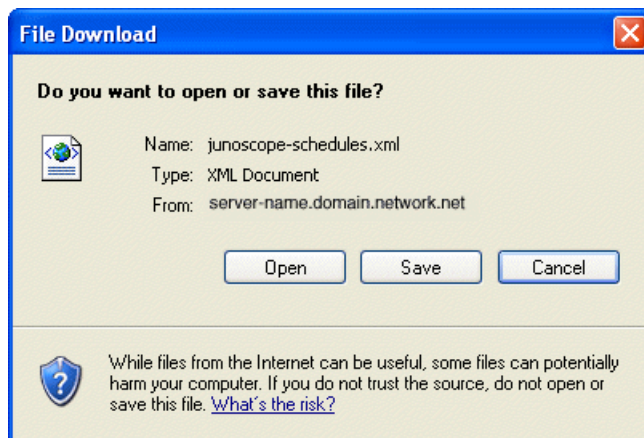 File Download
Do you want to open or save this file?
Name: junoscope-schedules.xml
Type: XML Document
From: server-name.domain.network.net
Open Save Cancel
While files from the Internet can be useful, some files can potentially
harm your computer. If you do not trust the source, do not open or
save this file. What's the risk?